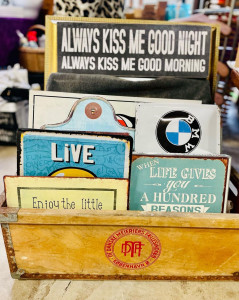 ALWAYS KISS ME GOOD NIGHT
ALWAYS KISS ME GOOD MORNING
BMW
LiVE
WHEN
LIFE GIVES
you
A HUNDRED
REASONS
Enjoy the little
KØBENHAVN